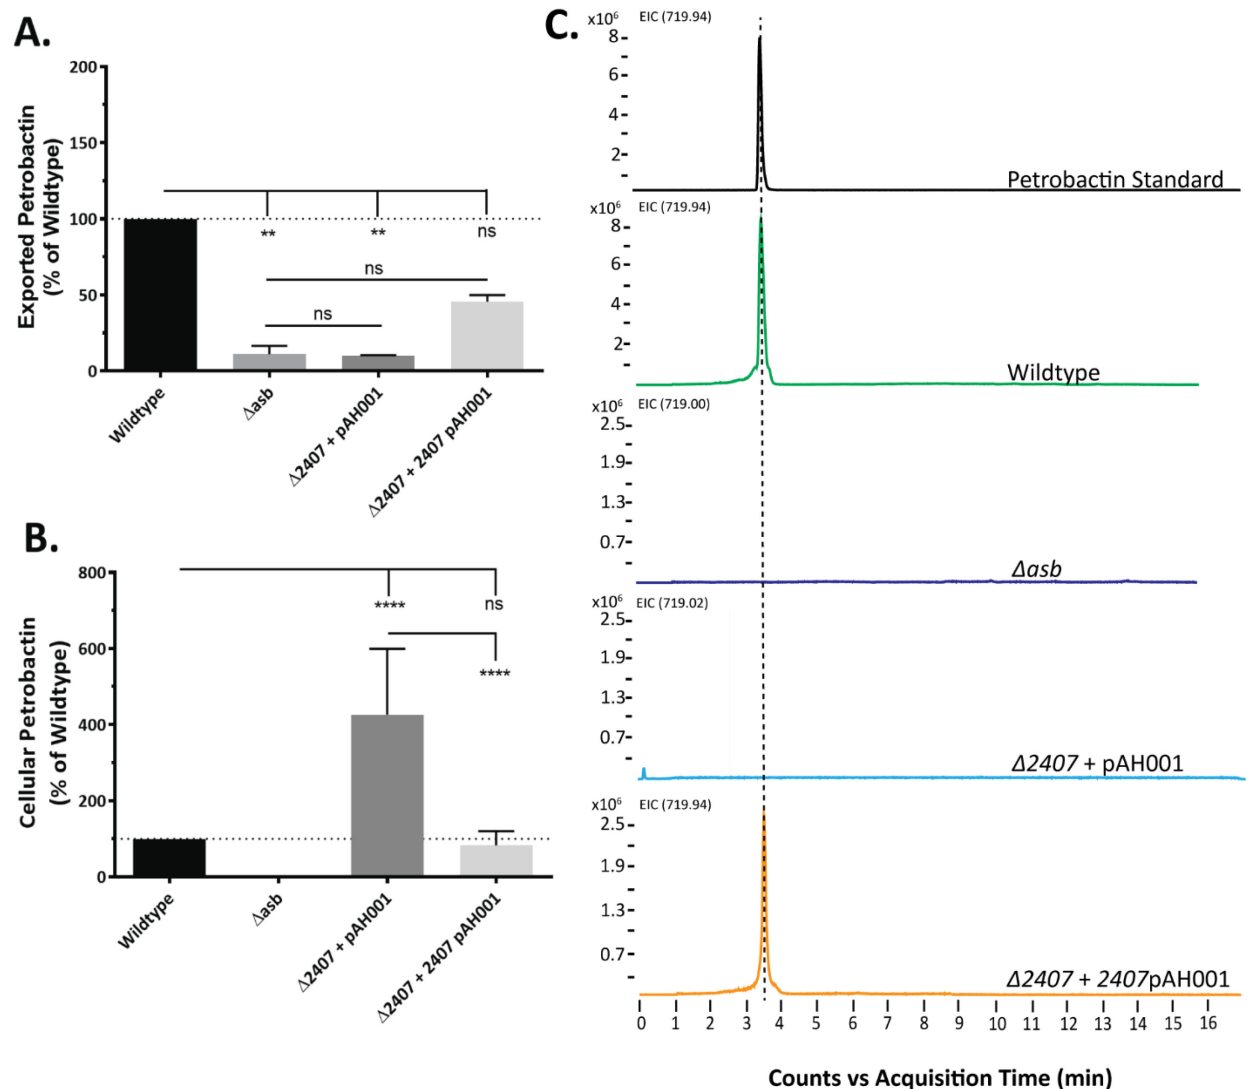 A.
Exported Petrobactin
(% of Wildtype)
200
150
100
50
0
**
**
ns
ns
ns
Wildtype
Δasb
Δ2407 + pAH001
Δ2407 + 2407 pAH001
B.
Cellular Petrobactin
(% of Wildtype)
800
600
400
200
0
****
ns
****
Wildtype
Δasb
Δ2407 + pAH001
Δ2407 + 2407 pAH001
C.
x10⁶ EIC (719.94)
8
6
4
2
Petrobactin Standard
x10⁶ EIC (719.94)
8
6
4
2
Wildtype
x10⁶ EIC (719.00)
2.5
1.9
1.3
0.7
Δasb
x10⁶ EIC (719.02)
2.5
1.9
1.3
0.7
Δ2407 + pAH001
x10⁶ EIC (719.94)
2.5
1.9
1.3
0.7
Δ2407 + 2407pAH001
0 1 2 3 4 5 6 7 8 9 10 11 12 13 14 15 16
Counts vs Acquisition Time (min)